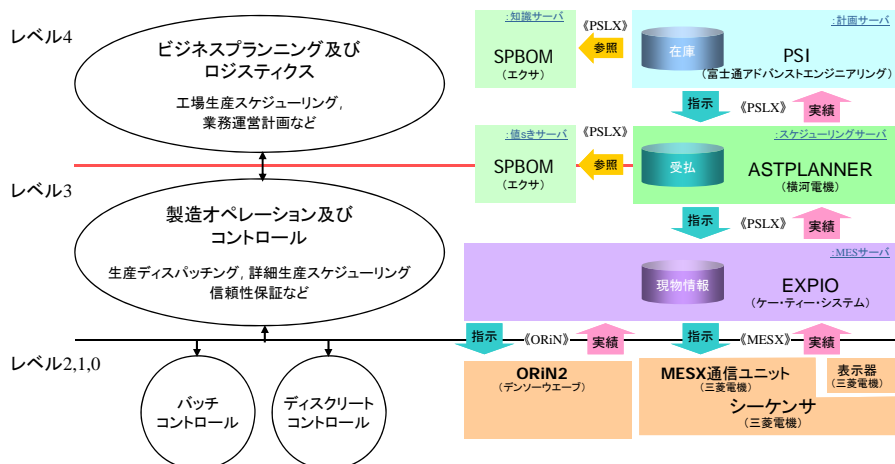 レベル4
ビジネスプランニング及び
ロジスティクス
工場生産スケジューリング,
業務運営計画など
:知識サーバ
SPBOM
(エクサ)
《PSLX》
参照
:計画サーバ
在庫
PSI
(富士通アドバンストエンジニアリング)
指示
《PSLX》
実績
:値sきサーバ
SPBOM
(エクサ)
《PSLX》
参照
:スケジューリングサーバ
受払
ASTPLANNER
(横河電機)
レベル3
製造オペレーション及び
コントロール
生産ディスパッチング, 詳細生産スケジューリング
信頼性保証など
指示
《PSLX》
実績
:MESサーバ
現物情報
EXPIO
(ケー・ティー・システム)
指示
《ORiN》
実績
指示
《MESX》
実績
レベル2,1,0
バッチ
コントロール
ディスクリート
コントロール
ORiN2
(デンソーウエーブ)
MESX通信ユニット
(三菱電機)
シーケンサ
(三菱電機)
表示器
(三菱電機)